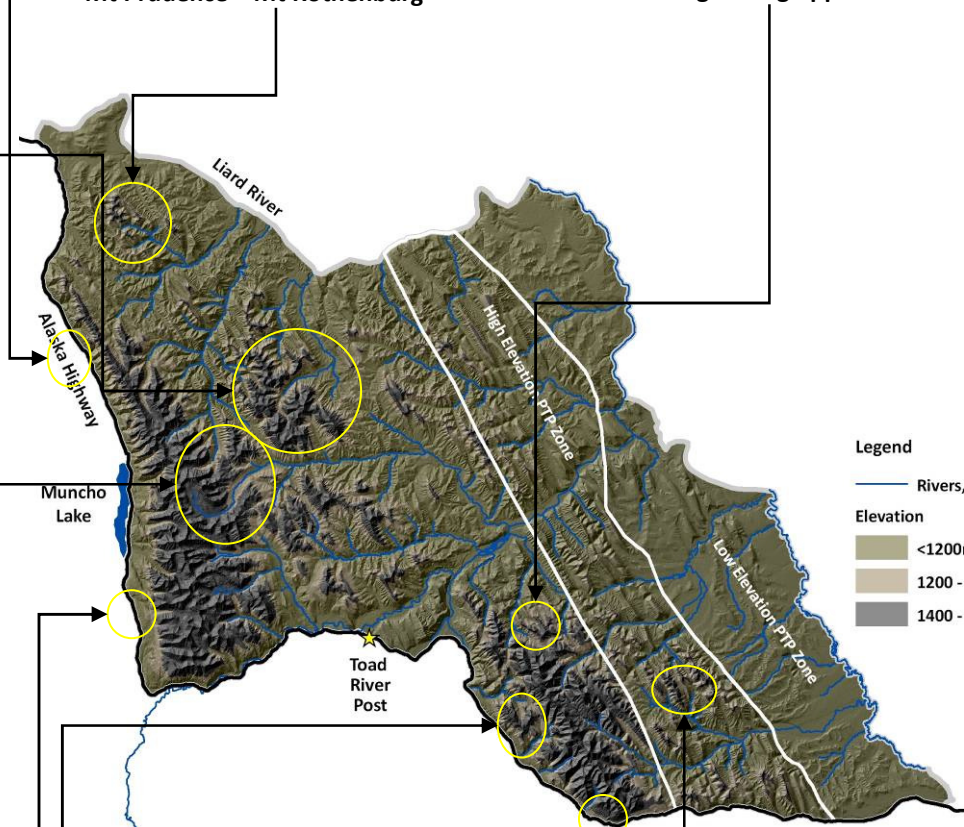 Mt Prudence – Mt Rothenburg
Liard River
Alaska Highway
High Elevation PTP Zone
Low Elevation PTP Zone
Muncho
Lake
Toad
River
Post
Legend
Rivers,
Elevation
<1200m
1200 -
1400 -